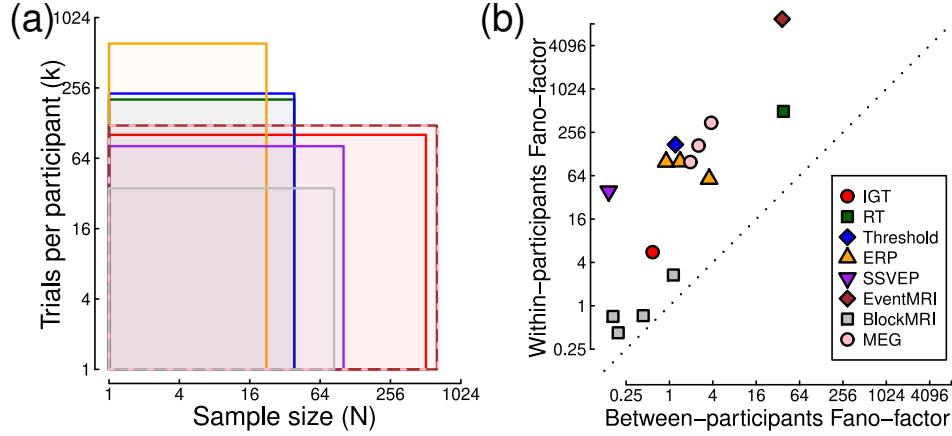 (a)
Trials per participant (k)
1024
256
64
16
4
1
1 4 16 64 256 1024
Sample size (N)
(b)
Within−participants Fano−factor
4096
1024
256
64
16
4
1
0.25
0.25 1 4 16 64 256 1024 4096
Between−participants Fano−factor
IGT
RT
Threshold
ERP
SSVEP
EventMRI
BlockMRI
MEG